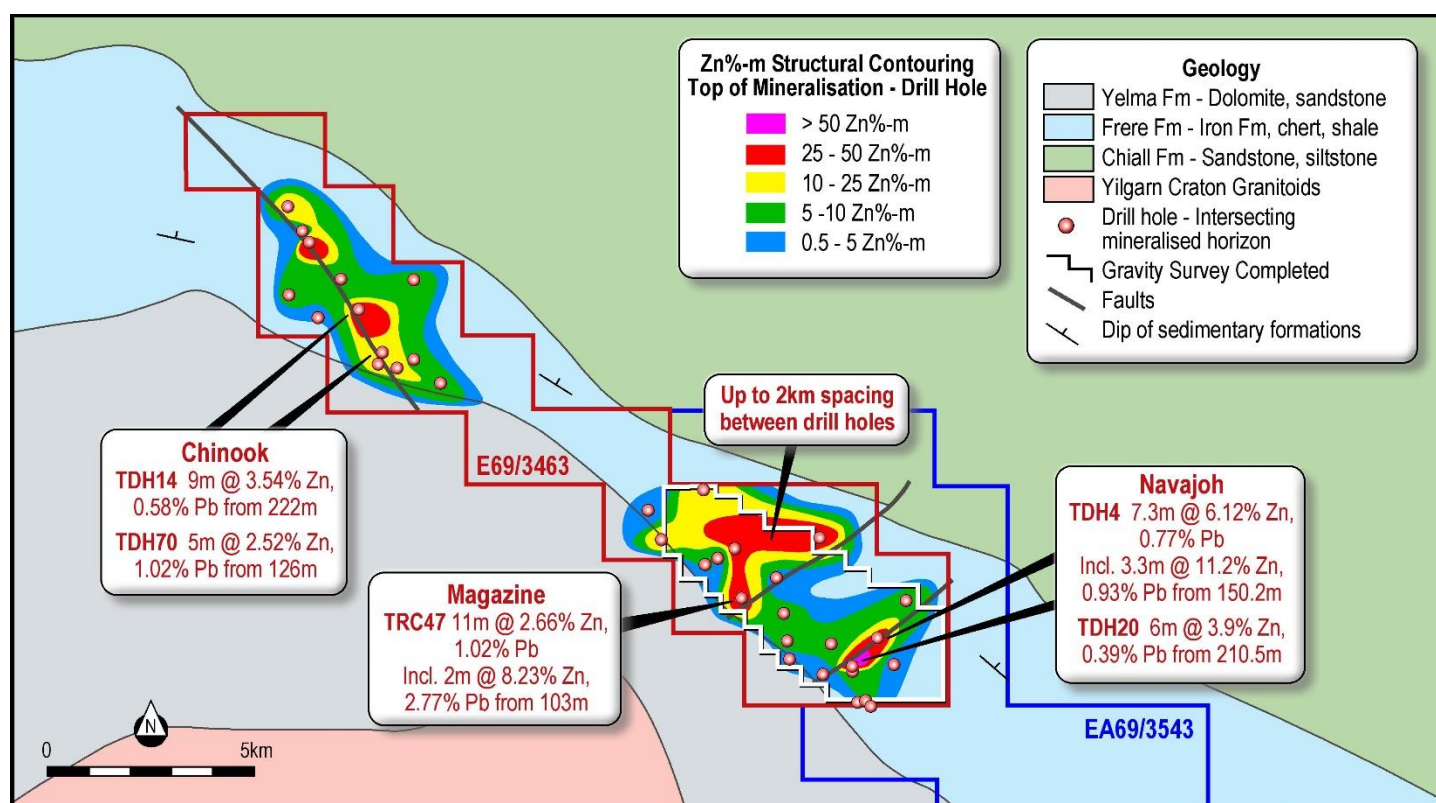 Zn%-m Structural Contouring
Top of Mineralisation - Drill Hole
> 50 Zn%-m
25 - 50 Zn%-m
10 - 25 Zn%-m
5 -10 Zn%-m
0.5 - 5 Zn%-m
Geology
Yelma Fm - Dolomite, sandstone
Frere Fm - Iron Fm, chert, shale
Chiall Fm - Sandstone, siltstone
Yilgarn Craton Granitoids
Drill hole - Intersecting
mineralised horizon
Gravity Survey Completed
Faults
Dip of sedimentary formations
Up to 2km spacing
between drill holes
Chinook
TDH14 9m @ 3.54% Zn,
0.58% Pb from 222m
TDH70 5m @ 2.52% Zn,
1.02% Pb from 126m
E69/3463
Magazine
TRC47 11m @ 2.66% Zn,
1.02% Pb
Incl. 2m @ 8.23% Zn,
2.77% Pb from 103m
Navajoh
TDH4 7.3m @ 6.12% Zn,
0.77% Pb
Incl. 3.3m @ 11.2% Zn,
0.93% Pb from 150.2m
TDH20 6m @ 3.9% Zn,
0.39% Pb from 210.5m
EA69/3543
N
0 5km